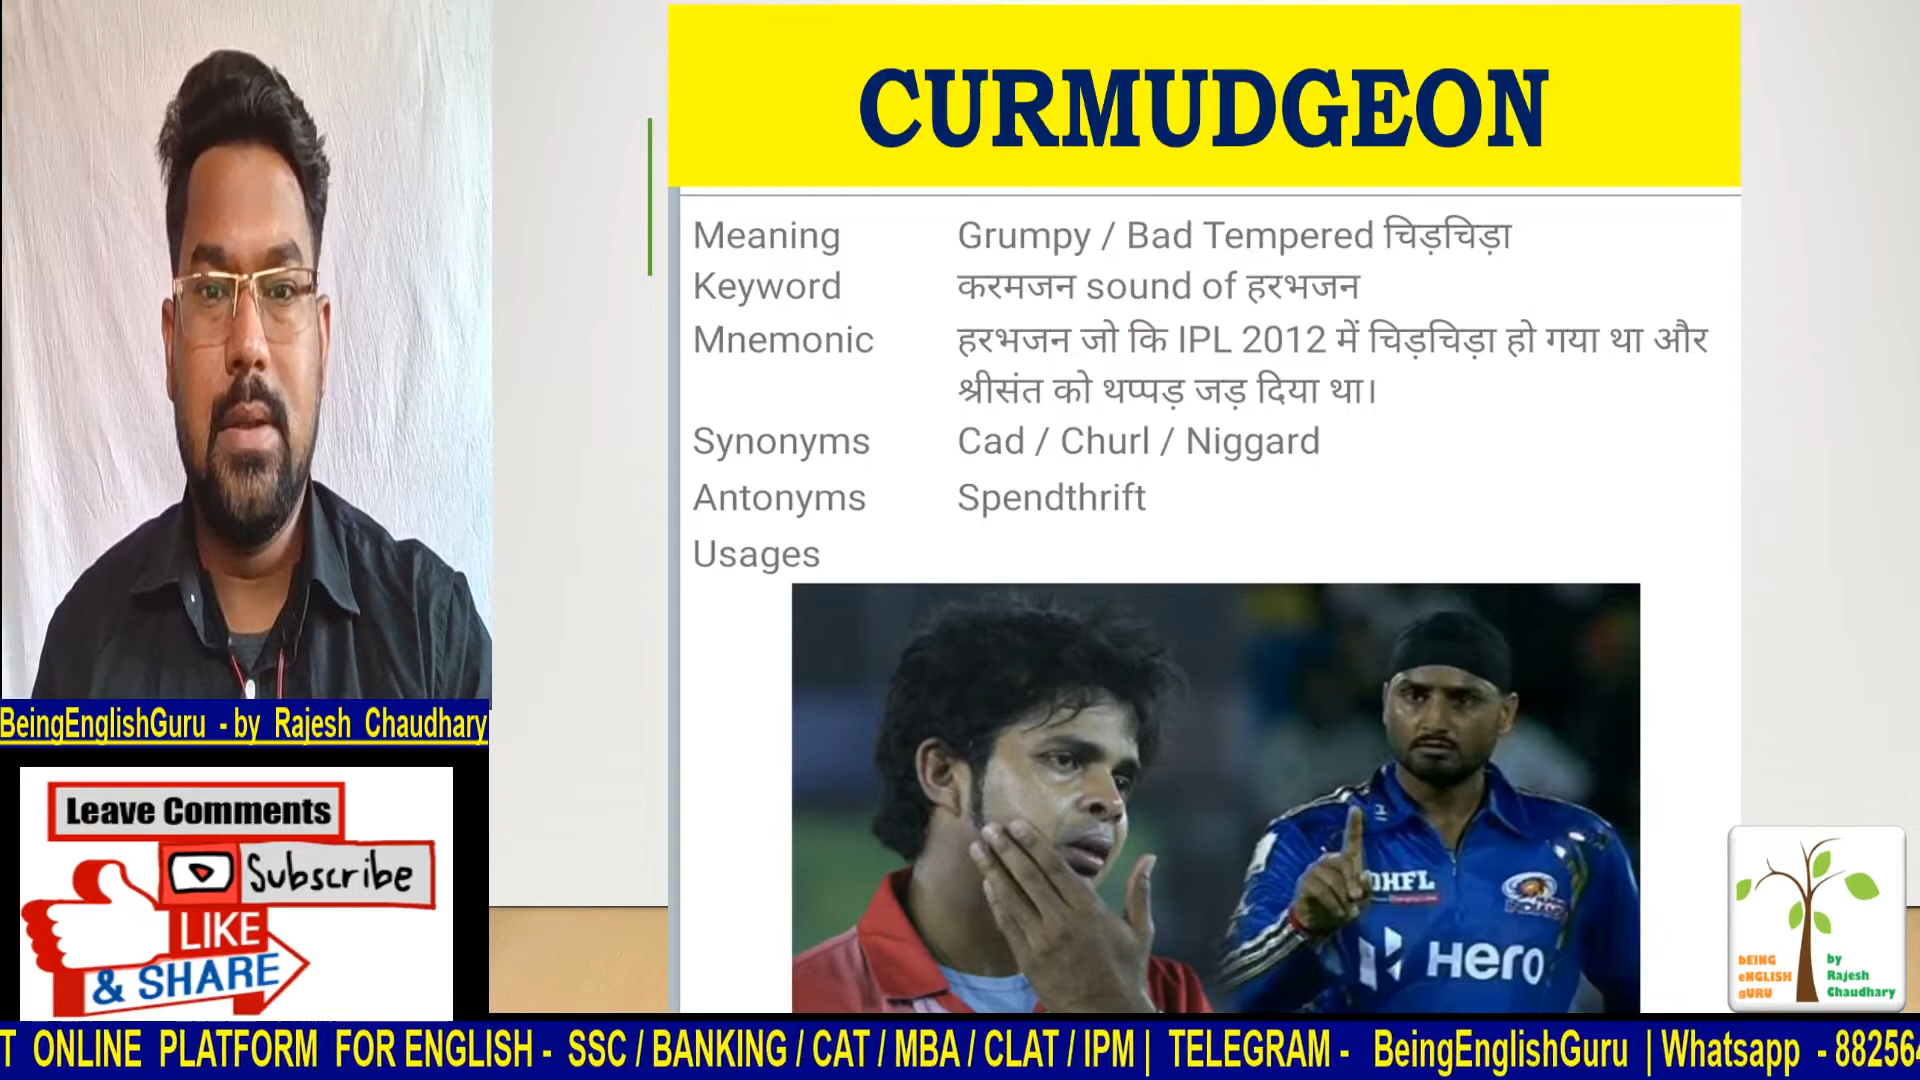 CURMUDGEON
Meaning Grumpy / Bad Tempered चिड़चिड़ा
Keyword करमजन sound of हरभजन
Mnemonic हरभजन जो कि IPL 2012 में चिड़चिड़ा हो गया था और
श्रीसंत को थप्पड़ जड़ दिया था।
Synonyms Cad / Churl / Niggard
Antonyms Spendthrift
Usages
BeingEnglishGuru - by Rajesh Chaudhary
Leave Comments
Subscribe
LIKE
& SHARE
DHFL
Hero
bEING
eNGLISH
gURU
by
Rajesh
Chaudhary
T ONLINE PLATFORM FOR ENGLISH - SSC / BANKING / CAT / MBA / CLAT / IPM | TELEGRAM - BeingEnglishGuru | Whatsapp - 88256